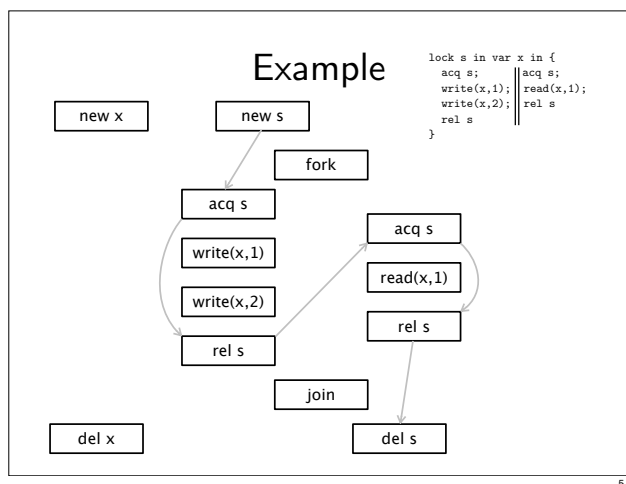 Example
lock s in var x in {
acq s; acq s;
write(x,1); read(x,1);
write(x,2); rel s
rel s
}
new x new s
fork
acq s
acq s
write(x,1)
read(x,1)
write(x,2)
rel s
rel s
join
del x del s
5